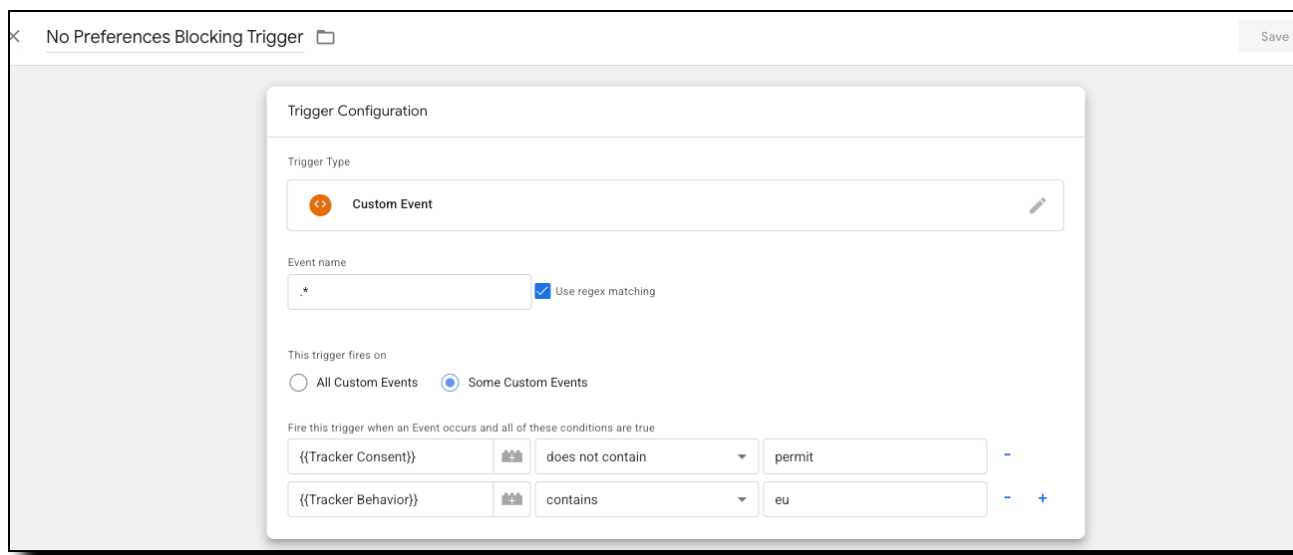 No Preferences Blocking Trigger
Save
Trigger Configuration
Trigger Type
Custom Event
Event name
.*
Use regex matching
This trigger fires on
All Custom Events Some Custom Events
Fire this trigger when an Event occurs and all of these conditions are true
{{Tracker Consent}} does not contain permit -
{{Tracker Behavior}} contains eu - +